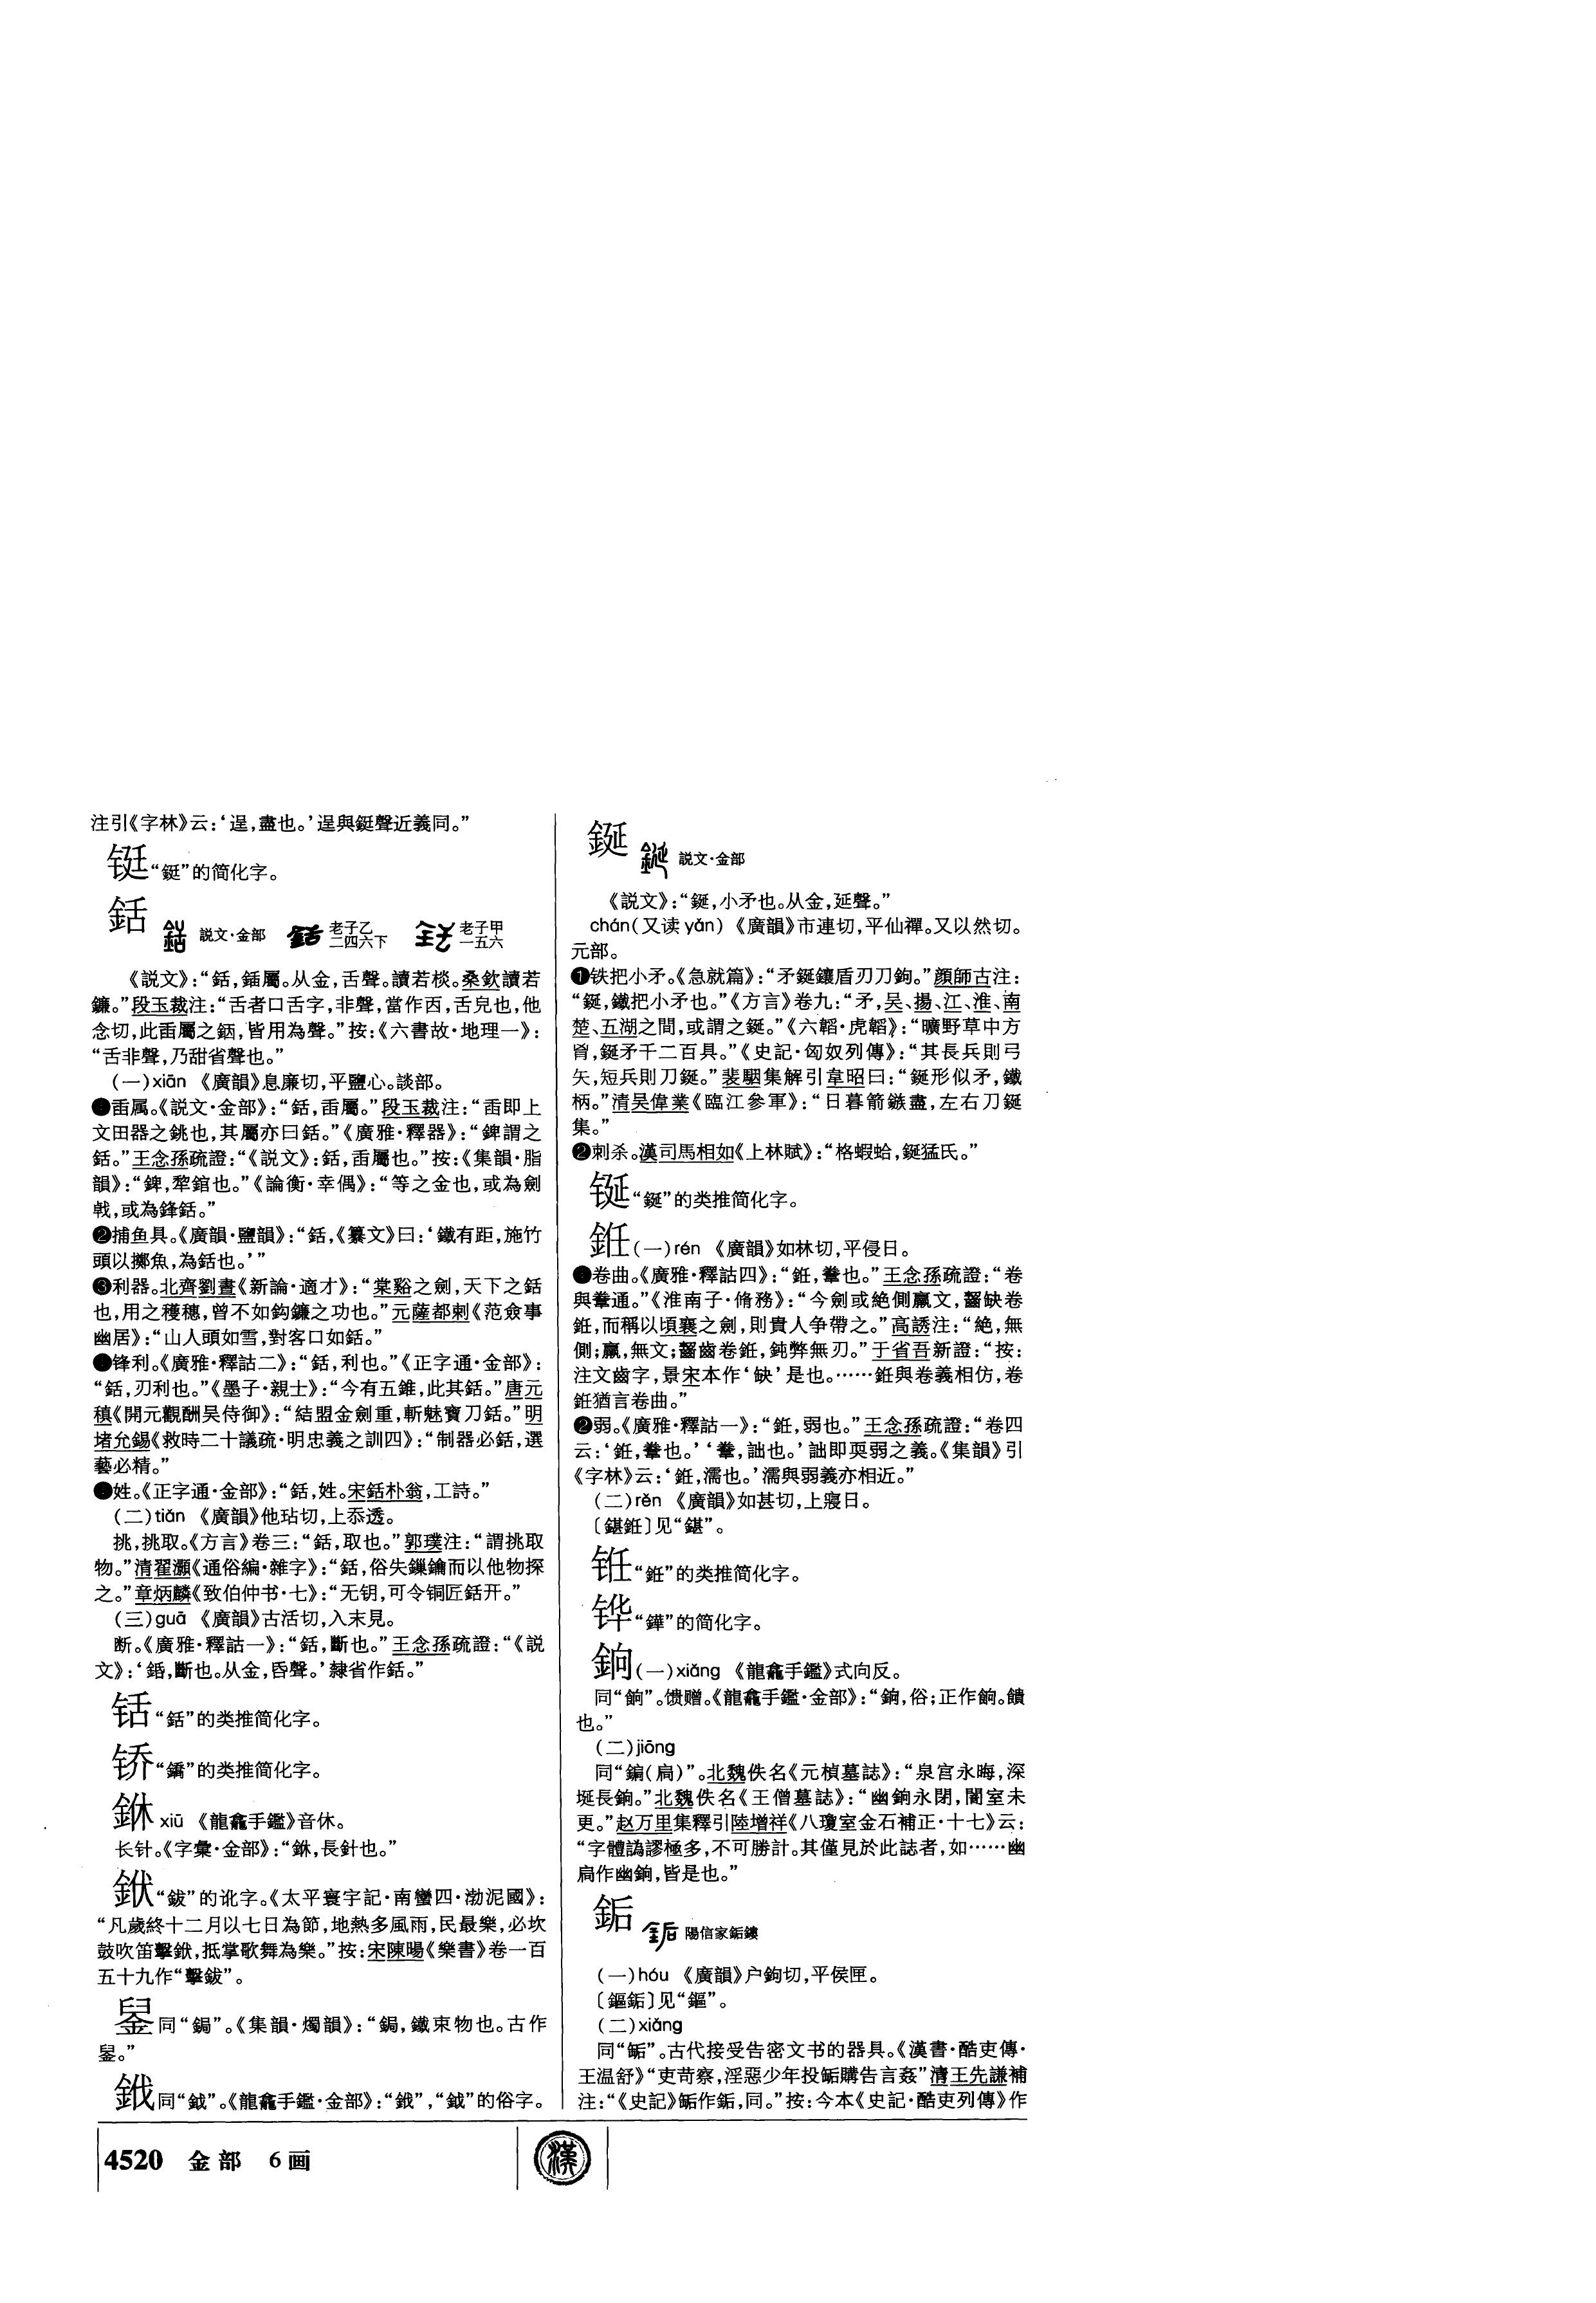 注引《字林》云：‘逞，盡也。’逞與鋌聲近義同。”
铤“鋌”的简化字。
銛 説文·金部 老子乙二四六下 老子甲一五六
《説文》：“銛，鍤屬。从金，舌聲。讀若棪。桑欽讀若
鐮。”段玉裁注：“舌者口舌字，非聲，當作㐁，舌皃也，他
念切，此臿屬之銛，皆用為聲。”按：《六書故·地理一》：
“舌非聲，乃甜省聲也。”
（一）xiān 《廣韻》息廉切，平鹽心。談部。
❶臿属。《説文·金部》：“銛，臿屬。”段玉裁注：“臿即上
文田器之銚也，其屬亦曰銛。”《廣雅·釋器》：“錍謂之
銛。”王念孫疏證：“《説文》：銛，臿屬也。”按：《集韻·脂
韻》：“錍，犂錧也。”《論衡·幸偶》：“等之金也，或為劍
戟，或為鋒銛。”
❷捕鱼具。《廣韻·鹽韻》：“銛，《纂文》曰：‘鐵有距，施竹
頭以擲魚，為銛也。’”
❸利器。北齊劉晝《新論·適才》：“棠谿之劍，天下之銛
也，用之穫穗，曾不如鈎鐮之功也。”元薩都剌《范僉事
幽居》：“山人頭如雪，對客口如銛。”
❹锋利。《廣雅·釋詁二》：“銛，利也。”《正字通·金部》：
“銛，刃利也。”《墨子·親士》：“今有五錐，此其銛。”唐元
稹《開元觀酬吴侍御》：“結盟金劍重，斬魅寶刀銛。”明
堵允錫《救時二十議疏·明忠義之訓四》：“制器必銛，選
藝必精。”
❺姓。《正字通·金部》：“銛，姓。宋銛朴翁，工詩。”
（二）tiǎn 《廣韻》他玷切，上忝透。
挑，挑取。《方言》卷三：“銛，取也。”郭璞注：“謂挑取
物。”清翟灝《通俗編·雜字》：“銛，俗失鏁鑰而以他物探
之。”章炳麟《致伯仲书·七》：“无钥，可令铜匠銛开。”
（三）guā 《廣韻》古活切，入末見。
断。《廣雅·釋詁一》：“銛，斷也。”王念孫疏證：“《説
文》：‘銽，斷也。从金，昏聲。’隸省作銛。”
铦“銛”的类推简化字。
铞“鐈”的类推简化字。
銝xiū 《龍龕手鑑》音休。
长针。《字彙·金部》：“銝，長針也。”
鈸“鈸”的讹字。《太平寰宇記·南蠻四·渤泥國》：
“凡歲終十二月以七日為節，地熱多風雨，民最樂，必坎
鼓吹笛擊，抵掌歌舞為樂。”按：宋陳暘《樂書》卷一百
五十九作“擊鈸”。
同“鋦”。《集韻·燭韻》：“鋦，鐵束物也。古作
。”
同“鉞”。《龍龕手鑑·金部》：“”，“鉞”的俗字。
鋋 説文·金部
《説文》：“鋋，小矛也。从金，延聲。”
chán（又读yǎn）《廣韻》市連切，平仙禪。又以然切。
元部。
❶铁把小矛。《急就篇》：“矛鋋鑲盾刃刀鉤。”顔師古注：
“鋋，鐵把小矛也。”《方言》卷九：“矛，吴、揚、江、淮、南
楚、五湖之間，或謂之鋋。”《六韜·虎韜》：“曠野草中方
胷，鋋矛千二百具。”《史記·匈奴列傳》：“其長兵則弓
矢，短兵則刀鋋。”裴駰集解引韋昭曰：“鋋形似矛，鐵
柄。”清吴偉業《臨江參軍》：“日暮箭鏃盡，左右刀鋋
集。”
❷刺杀。漢司馬相如《上林賦》：“格蝦蛤，鋋猛氏。”
𫓧“鋋”的类推简化字。
銋（一）rén 《廣韻》如林切，平侵日。
❶卷曲。《廣雅·釋詁四》：“銋，韏也。”王念孫疏證：“卷
與韏通。”《淮南子·脩務》：“今劍或絶側羸文，齧缺卷
銋，而稱以頃襄之劍，則貴人争帶之。”高誘注：“絶，無
側；羸，無文；齧齒卷銋，鈍弊無刃。”于省吾新證：“按：
注文齒字，景宋本作‘缺’是也。……銋與卷義相仿，卷
銋猶言卷曲。”
❷弱。《廣雅·釋詁一》：“銋，弱也。”王念孫疏證：“卷四
云：‘銋，韏也。’‘韏，詘也。’詘即耎弱之義。《集韻》引
《字林》云：‘銋，濡也。’濡與弱義亦相近。”
（二）rěn 《廣韻》如甚切，上寑日。
〔鍖銋〕见“鍖”。
“銋”的类推简化字。
铧“鏵”的简化字。
銄（一）xiǎng 《龍龕手鑑》式向反。
同“餉”。馈赠。《龍龕手鑑·金部》：“銄，俗；正作餉。饋
也。”
（二）jiōng
同“鍽（扃）”。北魏佚名《元楨墓誌》：“泉宫永晦，深
埏長銄。”北魏佚名《王僧墓誌》：“幽銄永閉，闇室未
更。”赵万里集釋引陸增祥《八瓊室金石補正·十七》云：
“字體譌謬極多，不可勝計。其僅見於此誌者，如……幽
扃作幽銄，皆是也。”
銗 陽信家銗鏤
（一）hóu 《廣韻》户鉤切，平侯匣。
〔鏂銗〕见“鏂”。
（二）xiàng
同“缿”。古代接受告密文书的器具。《漢書·酷吏傳·
王温舒》“吏苛察，淫惡少年投缿購告言姦”清王先謙補
注：“《史記》缿作銗，同。”按：今本《史記·酷吏列傳》作
4520 金部 6画
漢